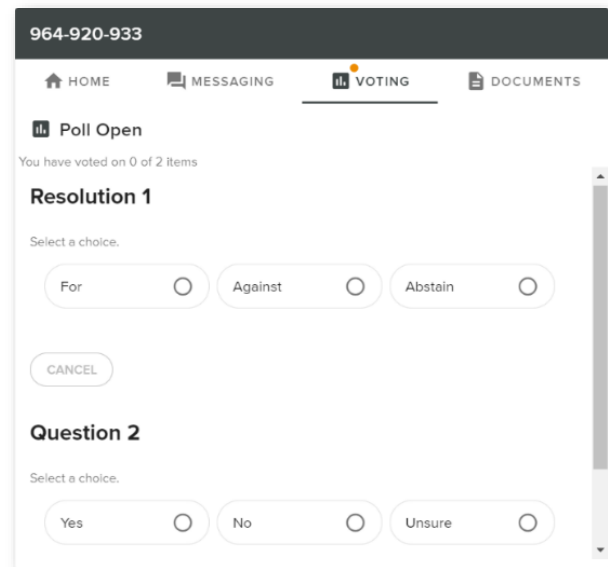 964-920-933
HOME MESSAGING VOTING DOCUMENTS
Poll Open
You have voted on 0 of 2 items
Resolution 1
Select a choice.
For Against Abstain
CANCEL
Question 2
Select a choice.
Yes No Unsure